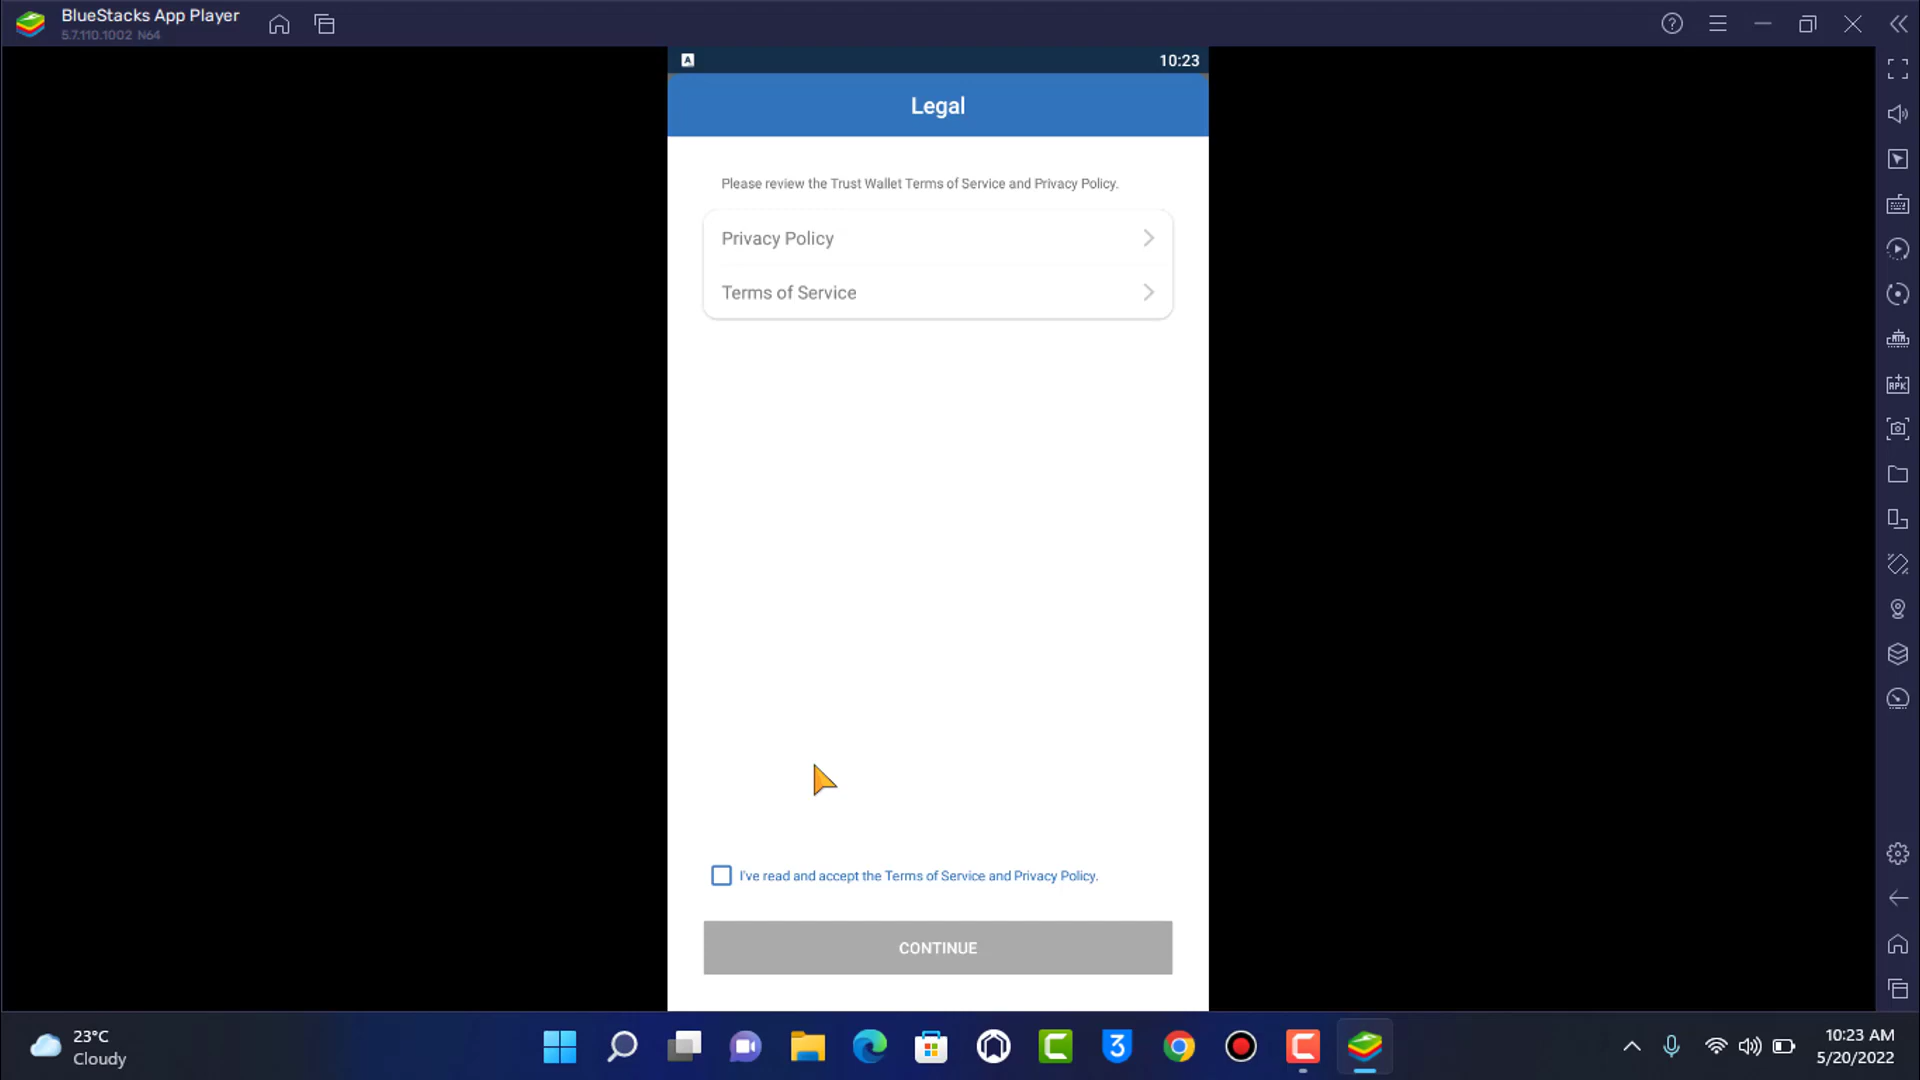 BlueStacks App Player
5.7.110.1002 N64
A
10:23
Legal
Please review the Trust Wallet Terms of Service and Privacy Policy.
Privacy Policy
Terms of Service
I've read and accept the Terms of Service and Privacy Policy.
CONTINUE
APK
23°C
Cloudy
3
10:23 AM
5/20/2022